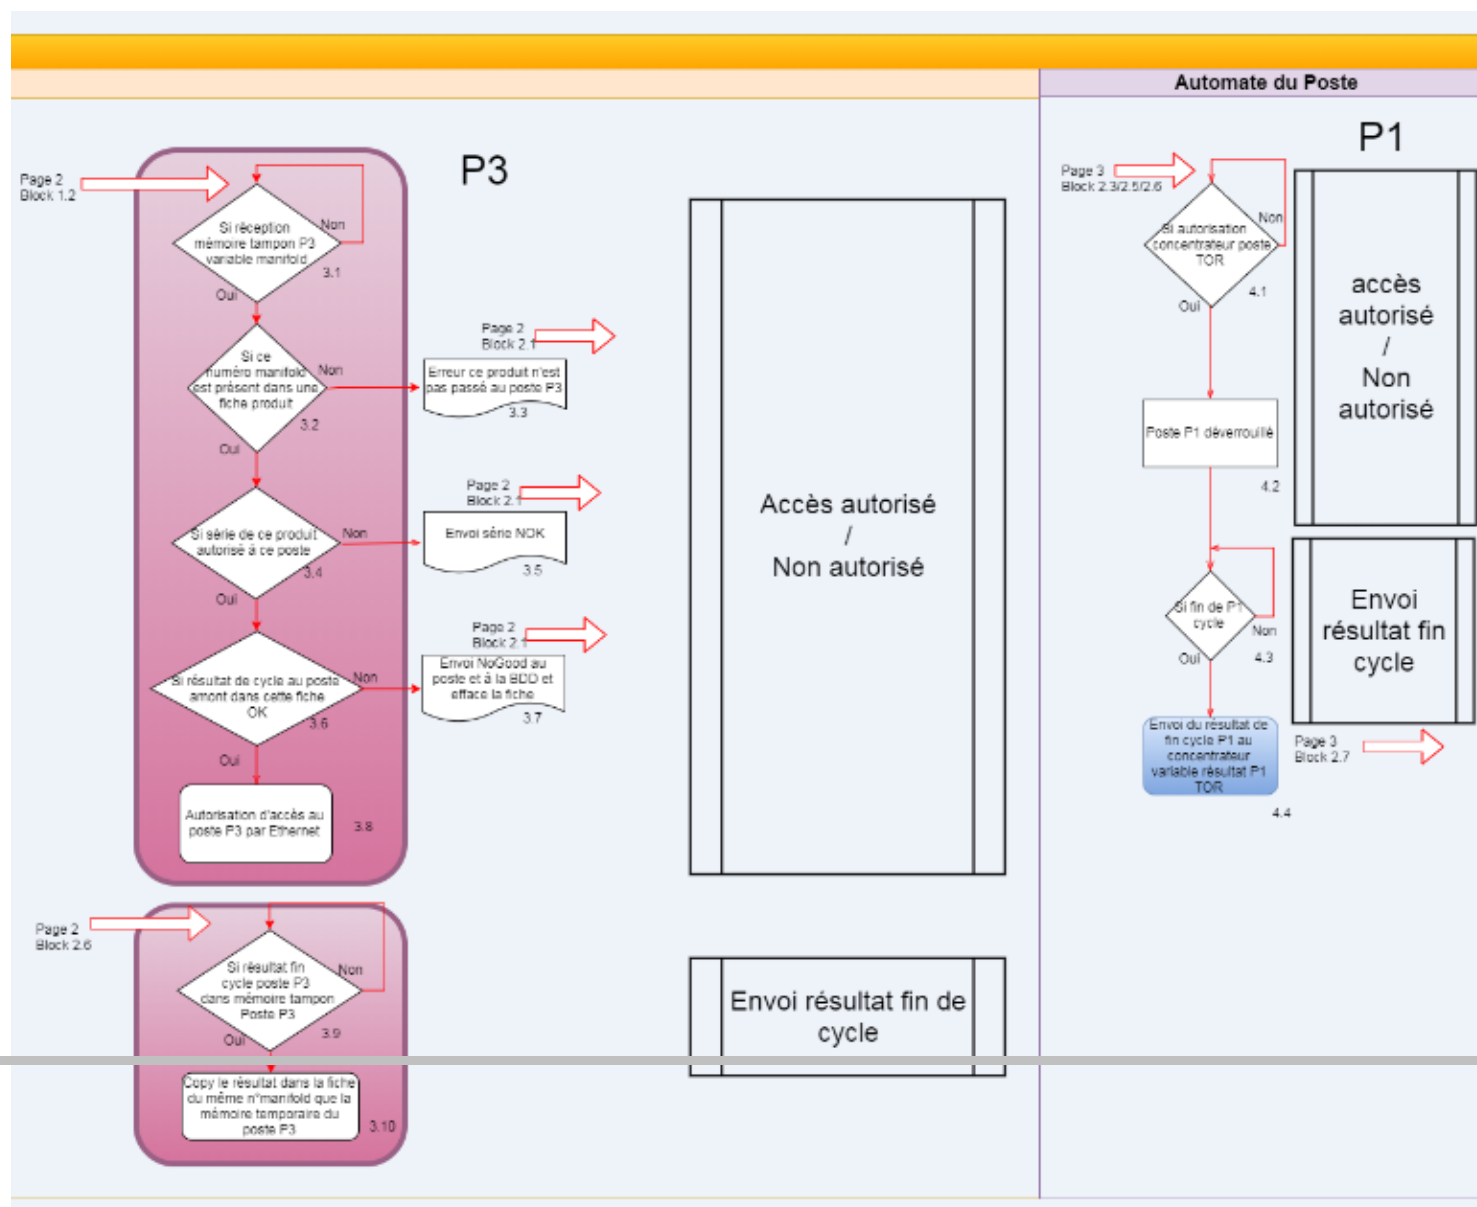 Automate du Poste
P3
Page 2
Block 1.2
Si réception
mémoire tampon P3
variable manifold
Non
3.1
Oui
Si ce
numéro manifold
est présent dans une
fiche produit
Non
3.2
Oui
Page 2
Block 2.1
Erreur ce produit n'est
pas passé au poste P3
3.3
Si série de ce produit
autorisé à ce poste
Non
3.4
Oui
Page 2
Block 2.1
Envoi série NOK
3.5
Si résultat de cycle au poste
amont dans cette fiche
OK
Non
3.6
Oui
Page 2
Block 2.1
Envoi NoGood au
poste et à la BDD et
efface la fiche
3.7
Autorisation d'accès au
poste P3 par Ethernet
3.8
Accès autorisé
/
Non autorisé
Page 2
Block 2.6
Si résultat fin
cycle poste P3
dans mémoire tampon
Poste P3
Non
3.9
Oui
Copy le résultat dans la fiche
du même n°manifold que la
mémoire temporaire du
poste P3
3.10
Envoi résultat fin de
cycle
P1
Page 3
Block 2.3/2.5/2.6
Si autorisation
concentrateur poste
TOR
Non
4.1
Oui
Poste P1 déverrouillé
4.2
accès
autorisé
/
Non
autorisé
Si fin de P1
cycle
Non
4.3
Oui
Envoi
résultat fin
cycle
Envoi du résultat de
fin cycle P1 au
concentrateur
variable résultat P1
TOR
4.4
Page 3
Block 2.7